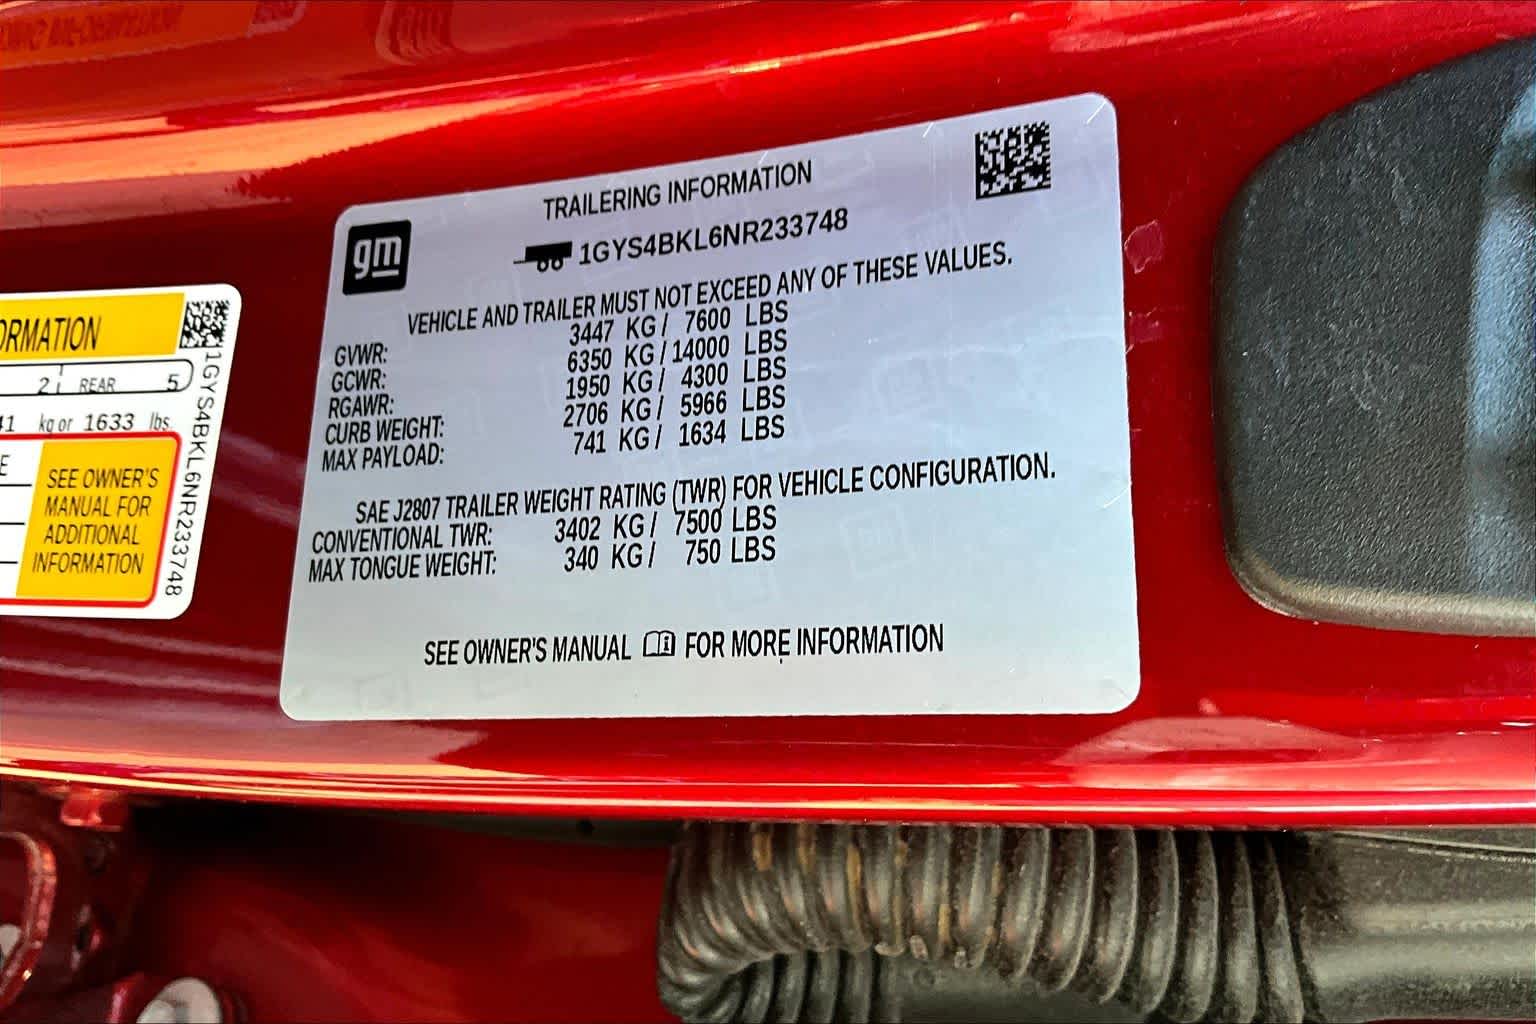 TRAILERING INFORMATION
gm
1GYS4BKL6NR233748
VEHICLE AND TRAILER MUST NOT EXCEED ANY OF THESE VALUES.
GVWR: 3447 KG / 7600 LBS
GCWR: 6350 KG / 14000 LBS
RGAWR: 1950 KG / 4300 LBS
CURB WEIGHT: 2706 KG / 5966 LBS
MAX PAYLOAD: 741 KG / 1634 LBS
SAE J2807 TRAILER WEIGHT RATING (TWR) FOR VEHICLE CONFIGURATION.
CONVENTIONAL TWR: 3402 KG / 7500 LBS
MAX TONGUE WEIGHT: 340 KG / 750 LBS
SEE OWNER'S MANUAL FOR MORE INFORMATION
ORMATION
2 REAR 5
41 kg or 1633 lbs.
E
SEE OWNER'S
MANUAL FOR
ADDITIONAL
INFORMATION
1GYS4BKL6NR233748